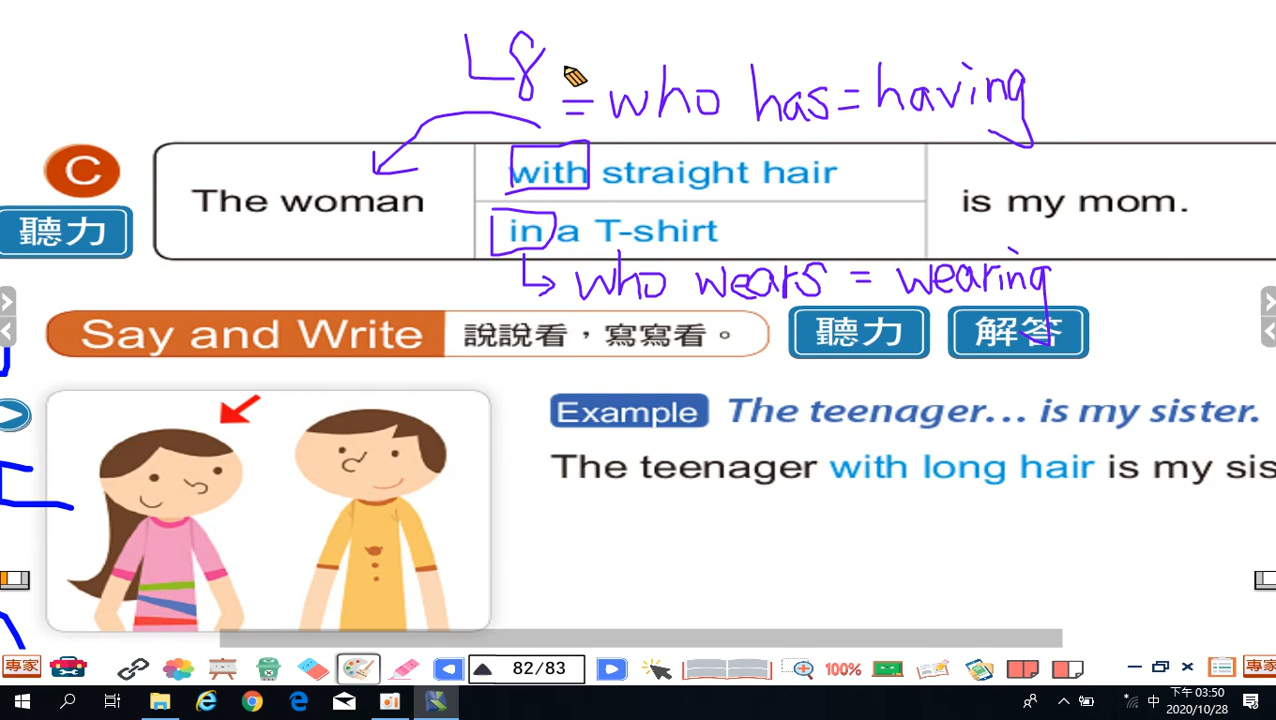 L8
= who has = having
C
The woman
with straight hair
in a T-shirt
is my mom.
聽力
who wears = wearing
Say and Write
說說看，寫寫看。
聽力
解答
Example
The teenager... is my sister.
The teenager with long hair is my sis
專家
82/83
100%
專家
中
下午 03:50
2020/10/28